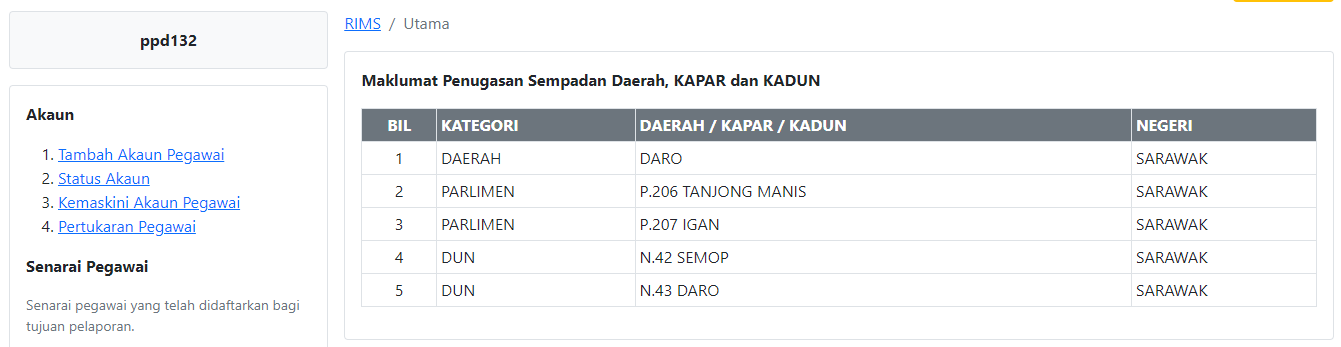 ppd132
Akaun
1. Tambah Akaun Pegawai
2. Status Akaun
3. Kemaskini Akaun Pegawai
4. Pertukaran Pegawai
Senarai Pegawai
Senarai pegawai yang telah didaftarkan bagi
tujuan pelaporan.
RIMS / Utama
Maklumat Penugasan Sempadan Daerah, KAPAR dan KADUN
BIL KATEGORI DAERAH / KAPAR / KADUN NEGERI
1 DAERAH DARO SARAWAK
2 PARLIMEN P.206 TANJONG MANIS SARAWAK
3 PARLIMEN P.207 IGAN SARAWAK
4 DUN N.42 SEMOP SARAWAK
5 DUN N.43 DARO SARAWAK